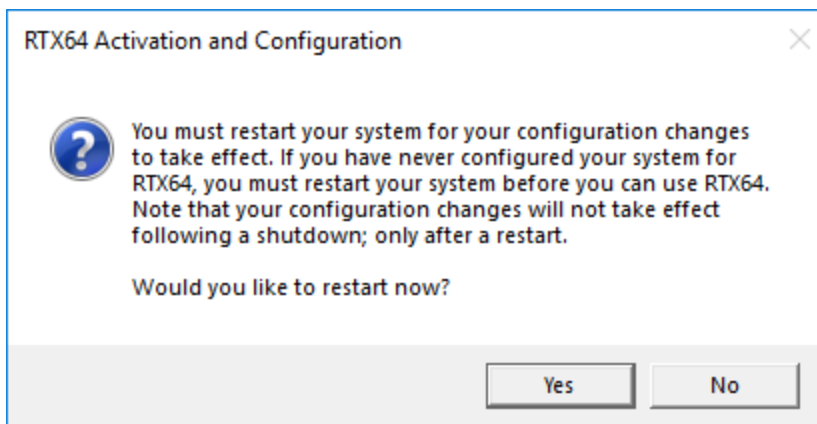 RTX64 Activation and Configuration
You must restart your system for your configuration changes
to take effect. If you have never configured your system for
RTX64, you must restart your system before you can use RTX64.
Note that your configuration changes will not take effect
following a shutdown; only after a restart.
Would you like to restart now?
Yes
No